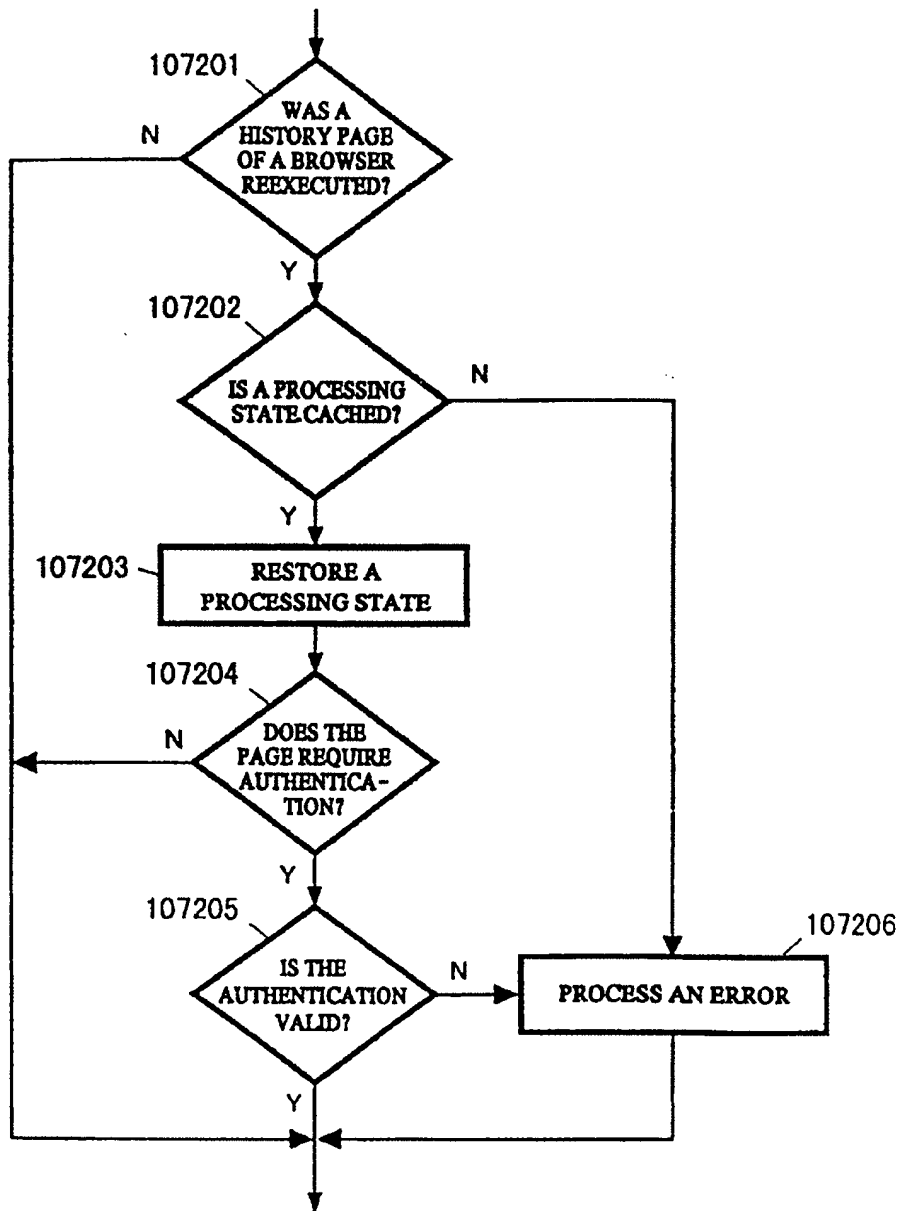 107201
WAS A
HISTORY PAGE
OF A BROWSER
REEXECUTED?
N
Y
107202
IS A PROCESSING
STATE CACHED?
N
Y
107203
RESTORE A
PROCESSING STATE
107204
DOES THE
PAGE REQUIRE
AUTHENTICA-
TION?
N
Y
107205
IS THE
AUTHENTICATION
VALID?
N
Y
107206
PROCESS AN ERROR